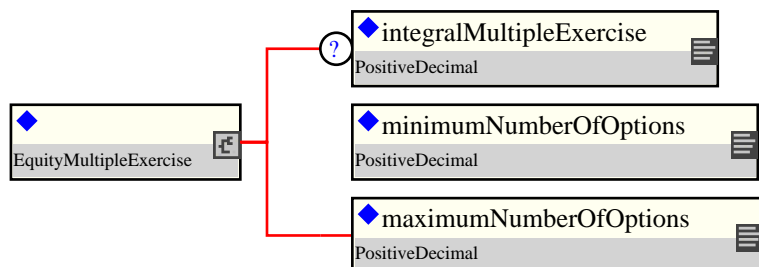 ?
integralMultipleExercise
PositiveDecimal
EquityMultipleExercise
minimumNumberOfOptions
PositiveDecimal
maximumNumberOfOptions
PositiveDecimal